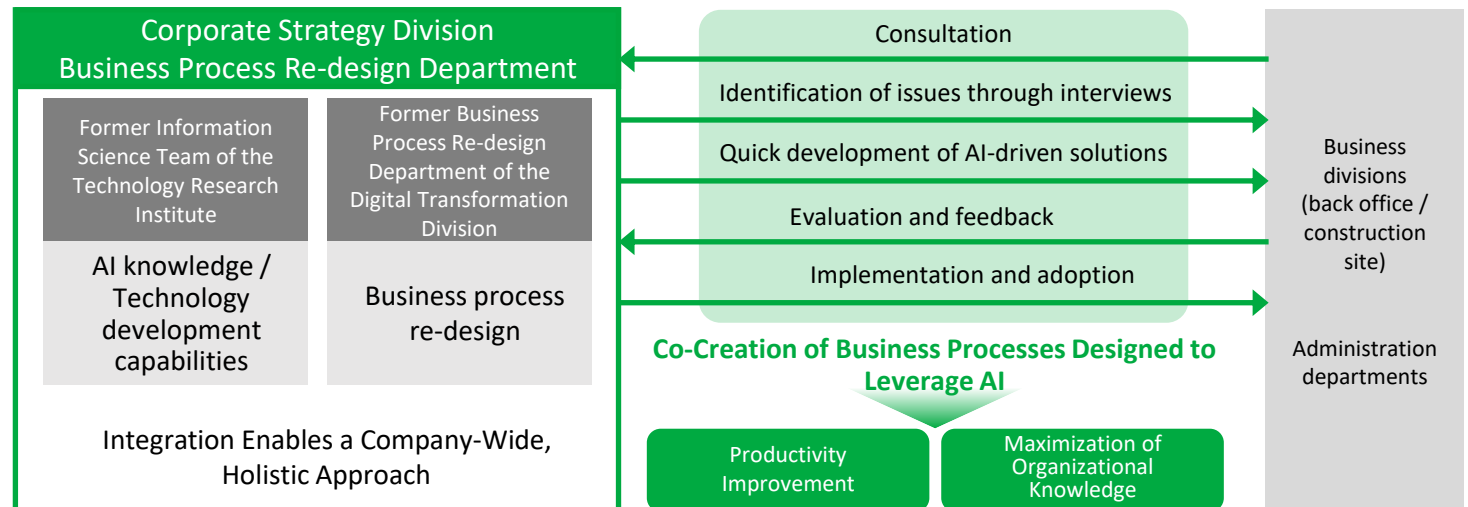 Corporate Strategy Division
Business Process Re-design Department
Former Information
Science Team of the
Technology Research
Institute
Former Business
Process Re-design
Department of the
Digital Transformation
Division
AI knowledge /
Technology
development
capabilities
Business process
re-design
Integration Enables a Company-Wide,
Holistic Approach
Consultation
Identification of issues through interviews
Quick development of AI-driven solutions
Evaluation and feedback
Implementation and adoption
Co-Creation of Business Processes Designed to
Leverage AI
Productivity
Improvement
Maximization of
Organizational
Knowledge
Business
divisions
(back office /
construction
site)
Administration
departments